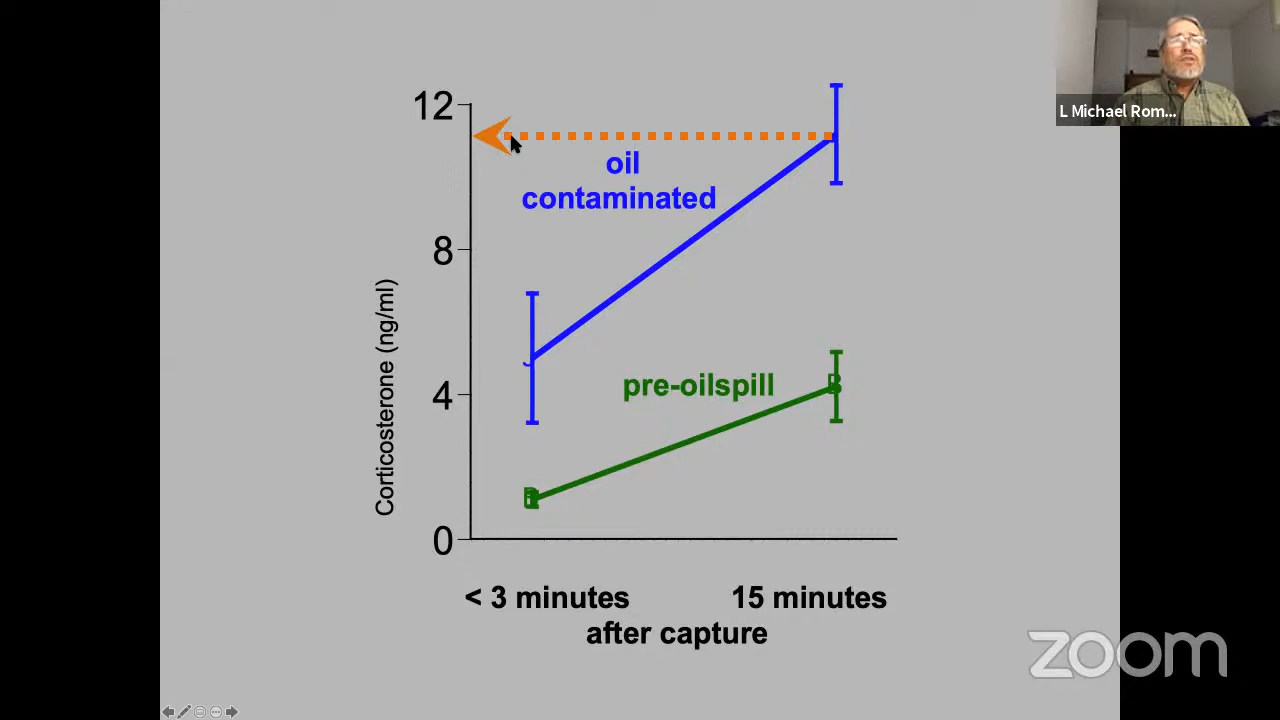 L Michael Rom...
12
oil
contaminated
8
Corticosterone (ng/ml)
pre-oilspill
4
0
< 3 minutes
15 minutes
after capture
zoom